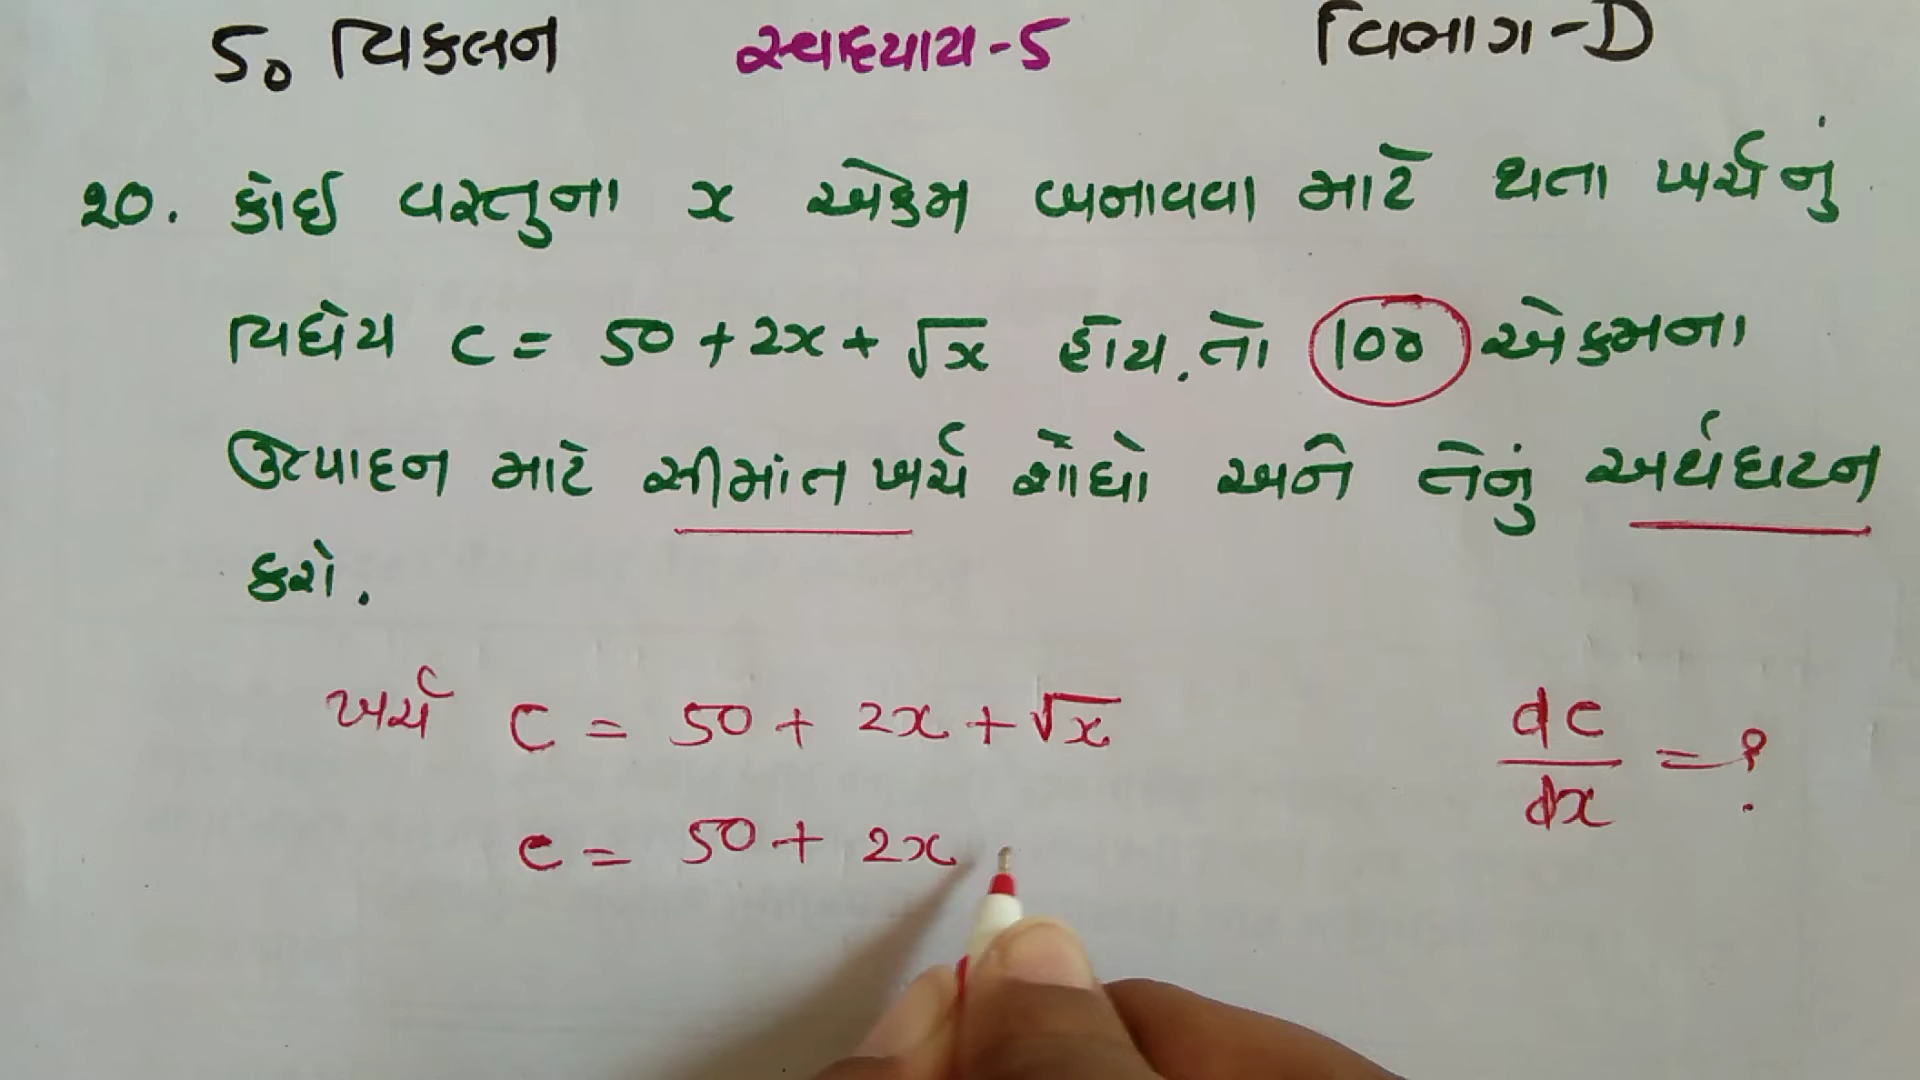 5. વિકલન સ્વાધ્યાય-5 વિભાગ-D
20. કોઈ વસ્તુના x એકમ બનાવવા માટે થતા ખર્ચનું
વિધેય C = 50 + 2x + √x હોય. તો 100 એકમના
ઉત્પાદન માટે સીમાંત ખર્ચ શોધો અને તેનું અર્થઘટન
કરો.
ખર્ચ C = 50 + 2x + √x
dc/dx = ?
c = 50 + 2x